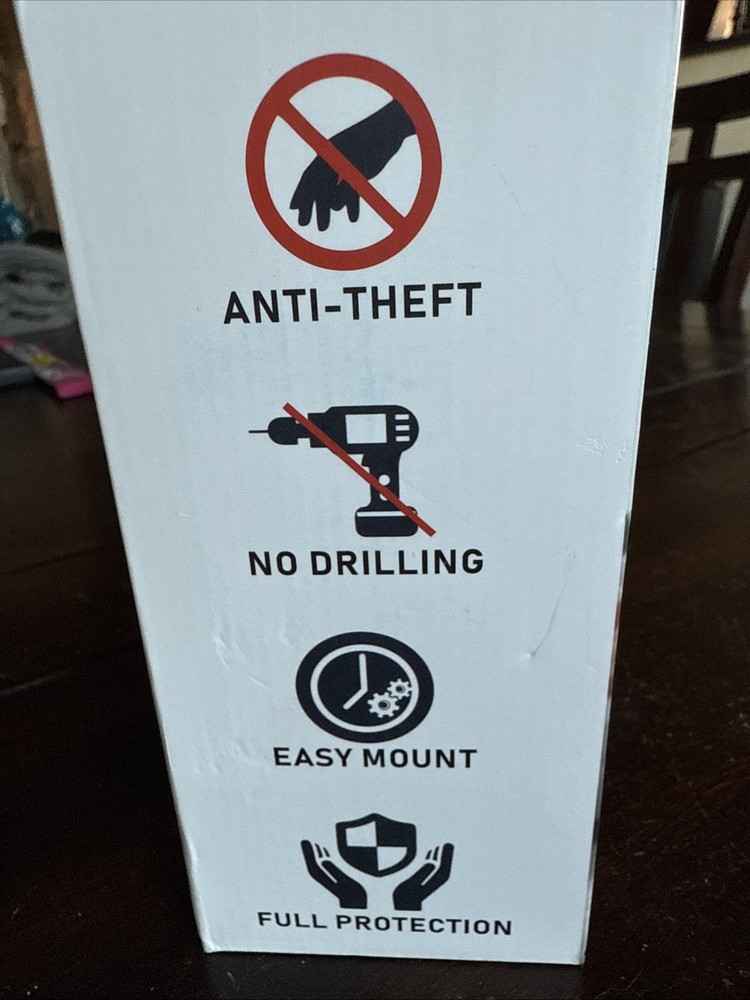 ANTI-THEFT
NO DRILLING
EASY MOUNT
FULL PROTECTION